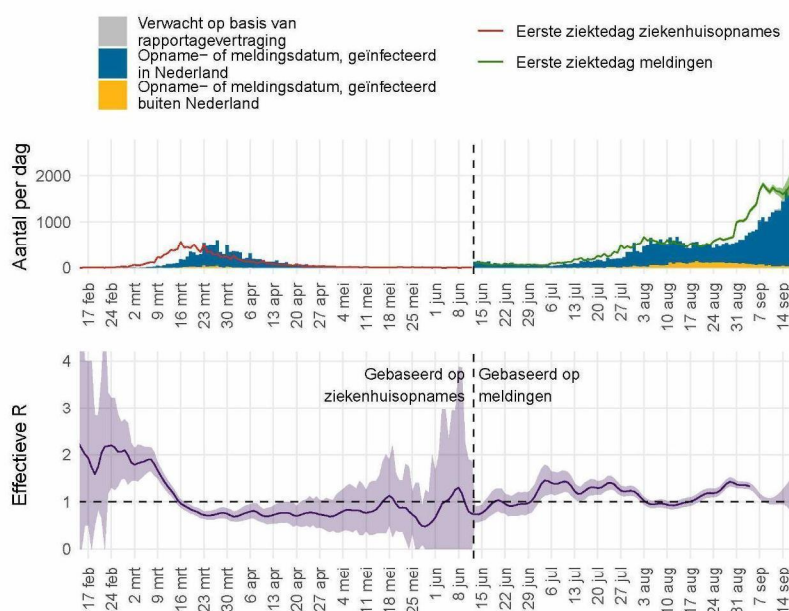 Verwacht op basis van
rapportagevertraging
Opname− of meldingsdatum, geïnfecteerd
in Nederland
Opname− of meldingsdatum, geïnfecteerd
buiten Nederland
Eerste ziektedag ziekenhuisopnames
Eerste ziektedag meldingen
Aantal per dag
2000
1000
0
17 feb
24 feb
2 mrt
9 mrt
16 mrt
23 mrt
30 mrt
6 apr
13 apr
20 apr
27 apr
4 mei
11 mei
18 mei
25 mei
1 jun
8 jun
15 jun
22 jun
29 jun
6 jul
13 jul
20 jul
27 jul
3 aug
10 aug
17 aug
24 aug
31 aug
7 sep
14 sep
Effectieve R
4
3
2
1
0
Gebaseerd op
ziekenhuisopnames
Gebaseerd op
meldingen
17 feb
24 feb
2 mrt
9 mrt
16 mrt
23 mrt
30 mrt
6 apr
13 apr
20 apr
27 apr
4 mei
11 mei
18 mei
25 mei
1 jun
8 jun
15 jun
22 jun
29 jun
6 jul
13 jul
20 jul
27 jul
3 aug
10 aug
17 aug
24 aug
31 aug
7 sep
14 sep